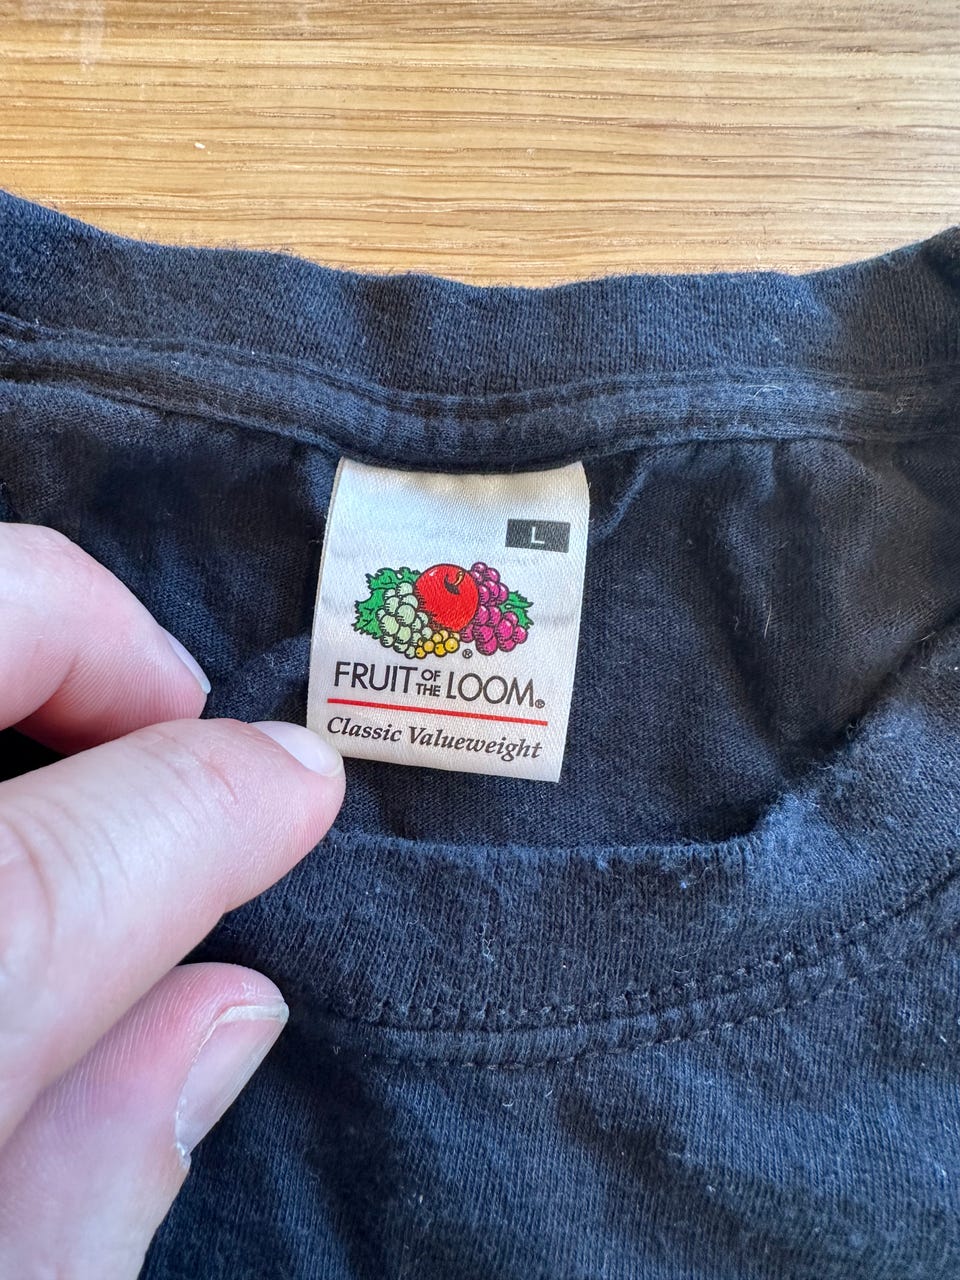 L
®
FRUIT OF THE LOOM®
Classic Valueweight